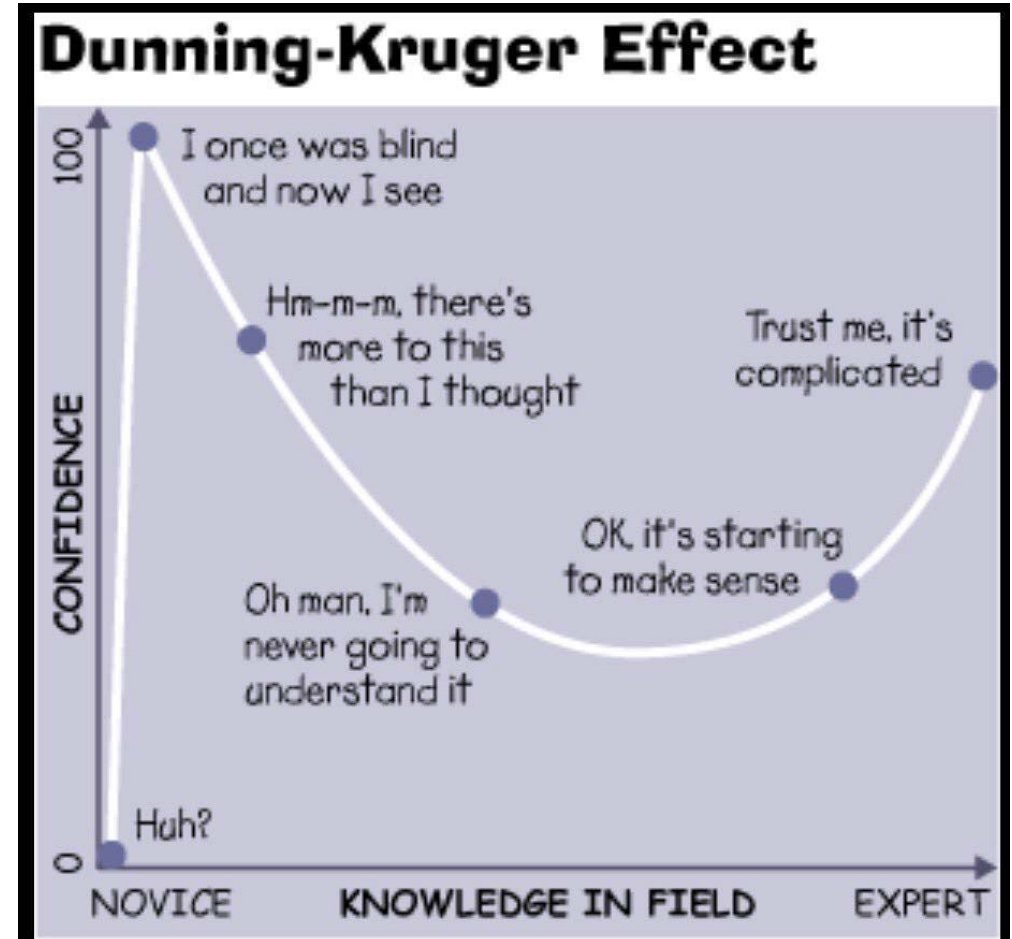 Dunning-Kruger Effect
100
I once was blind
and now I see
Hm-m-m, there's
more to this
than I thought
Trust me, it's
complicated
CONFIDENCE
OK, it's starting
to make sense
Oh man, I'm
never going to
understand it
Huh?
0
NOVICE
KNOWLEDGE IN FIELD
EXPERT